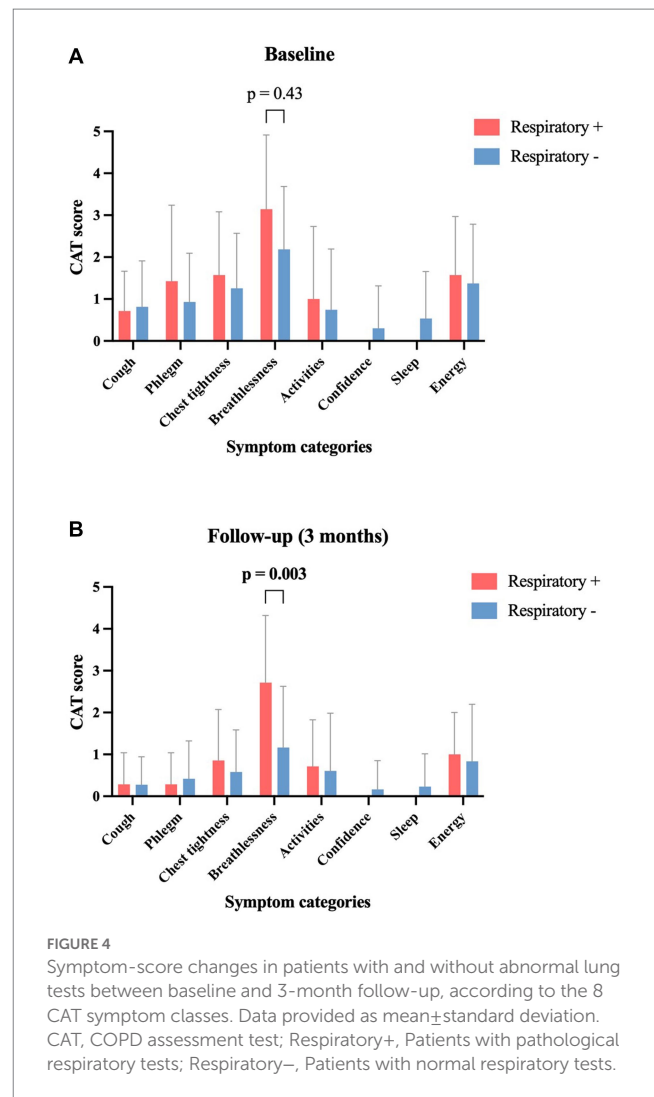 A
Baseline
p = 0.43
Respiratory +
Respiratory -
CAT score
5
4
3
2
1
0
Cough
Phlegm
Chest tightness
Breathlessness
Activities
Confidence
Sleep
Energy
Symptom categories
B
Follow-up (3 months)
p = 0.003
Respiratory +
Respiratory -
CAT score
5
4
3
2
1
0
Cough
Phlegm
Chest tightness
Breathlessness
Activities
Confidence
Sleep
Energy
Symptom categories
FIGURE 4
Symptom-score changes in patients with and without abnormal lung
tests between baseline and 3-month follow-up, according to the 8
CAT symptom classes. Data provided as mean±standard deviation.
CAT, COPD assessment test; Respiratory+, Patients with pathological
respiratory tests; Respiratory−, Patients with normal respiratory tests.